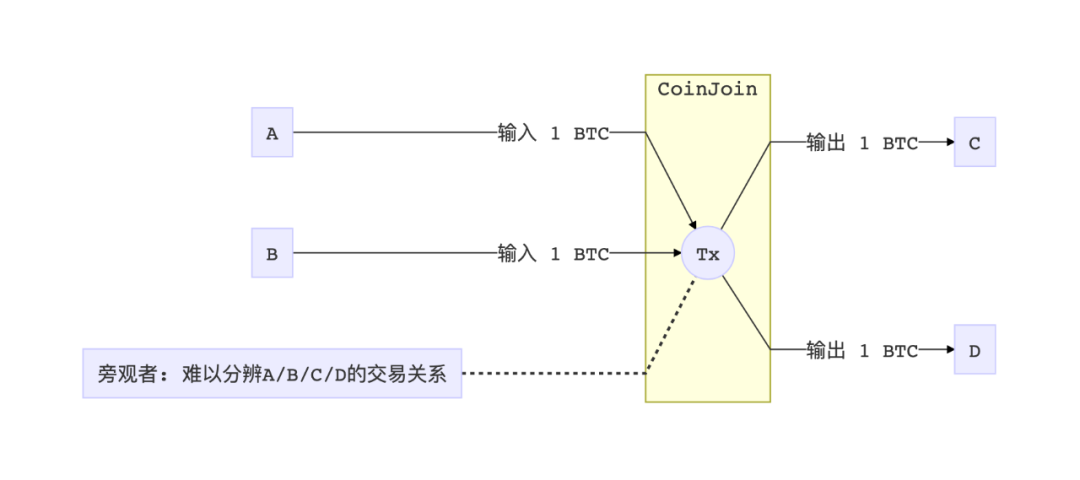 CoinJoin
A
输入 1 BTC
输出 1 BTC
C
B
输入 1 BTC
Tx
输出 1 BTC
D
旁观者：难以分辨A/B/C/D的交易关系